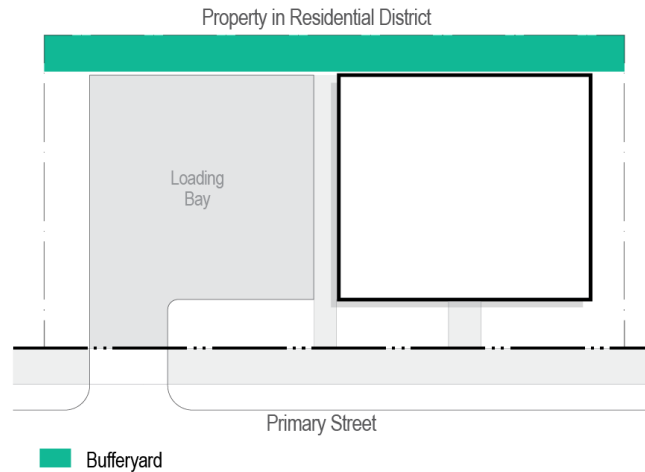 Property in Residential District
Loading
Bay
Primary Street
Bufferyard